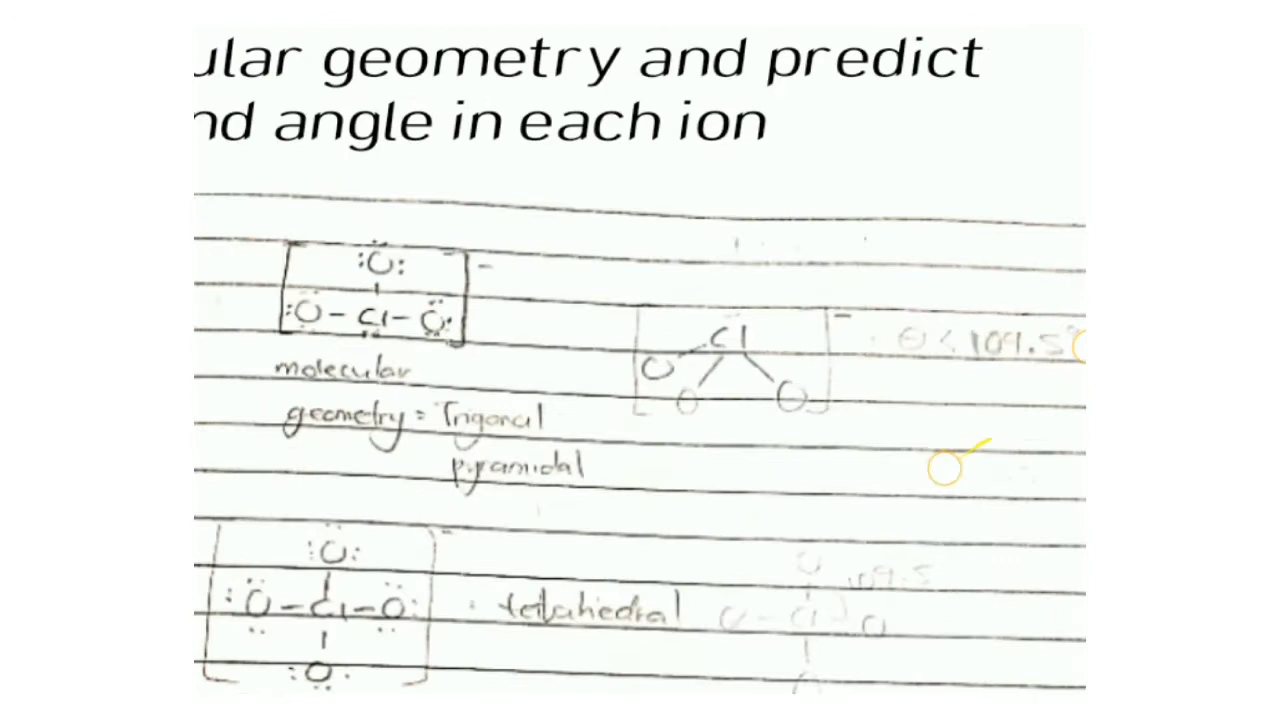 ular geometry and predict
nd angle in each ion
:Ö:
:Ö - Cl - Ö:
-
molecular
geometry = Trigonal
pyramidal
Cl
O O O
-
θ < 109.5°
:Ö:
:Ö - Cl - Ö:
:O:
-
: tetrahedral
O
109.5
O - Cl O